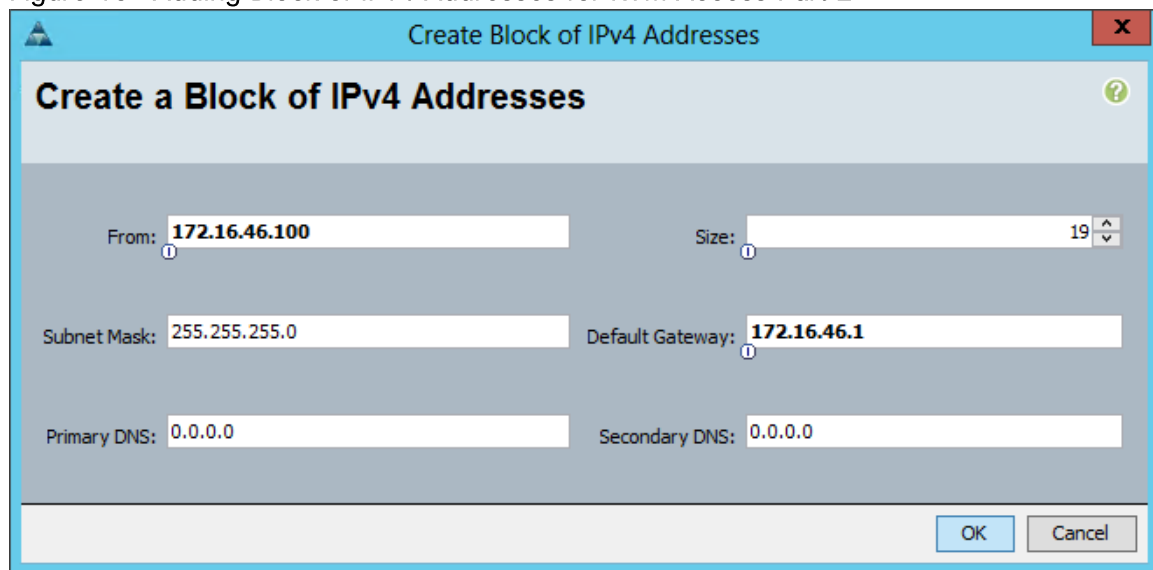 Create Block of IPv4 Addresses
x
Create a Block of IPv4 Addresses
?
From: 172.16.46.100 Size: 19
Subnet Mask: 255.255.255.0 Default Gateway: 172.16.46.1
Primary DNS: 0.0.0.0 Secondary DNS: 0.0.0.0
OK Cancel